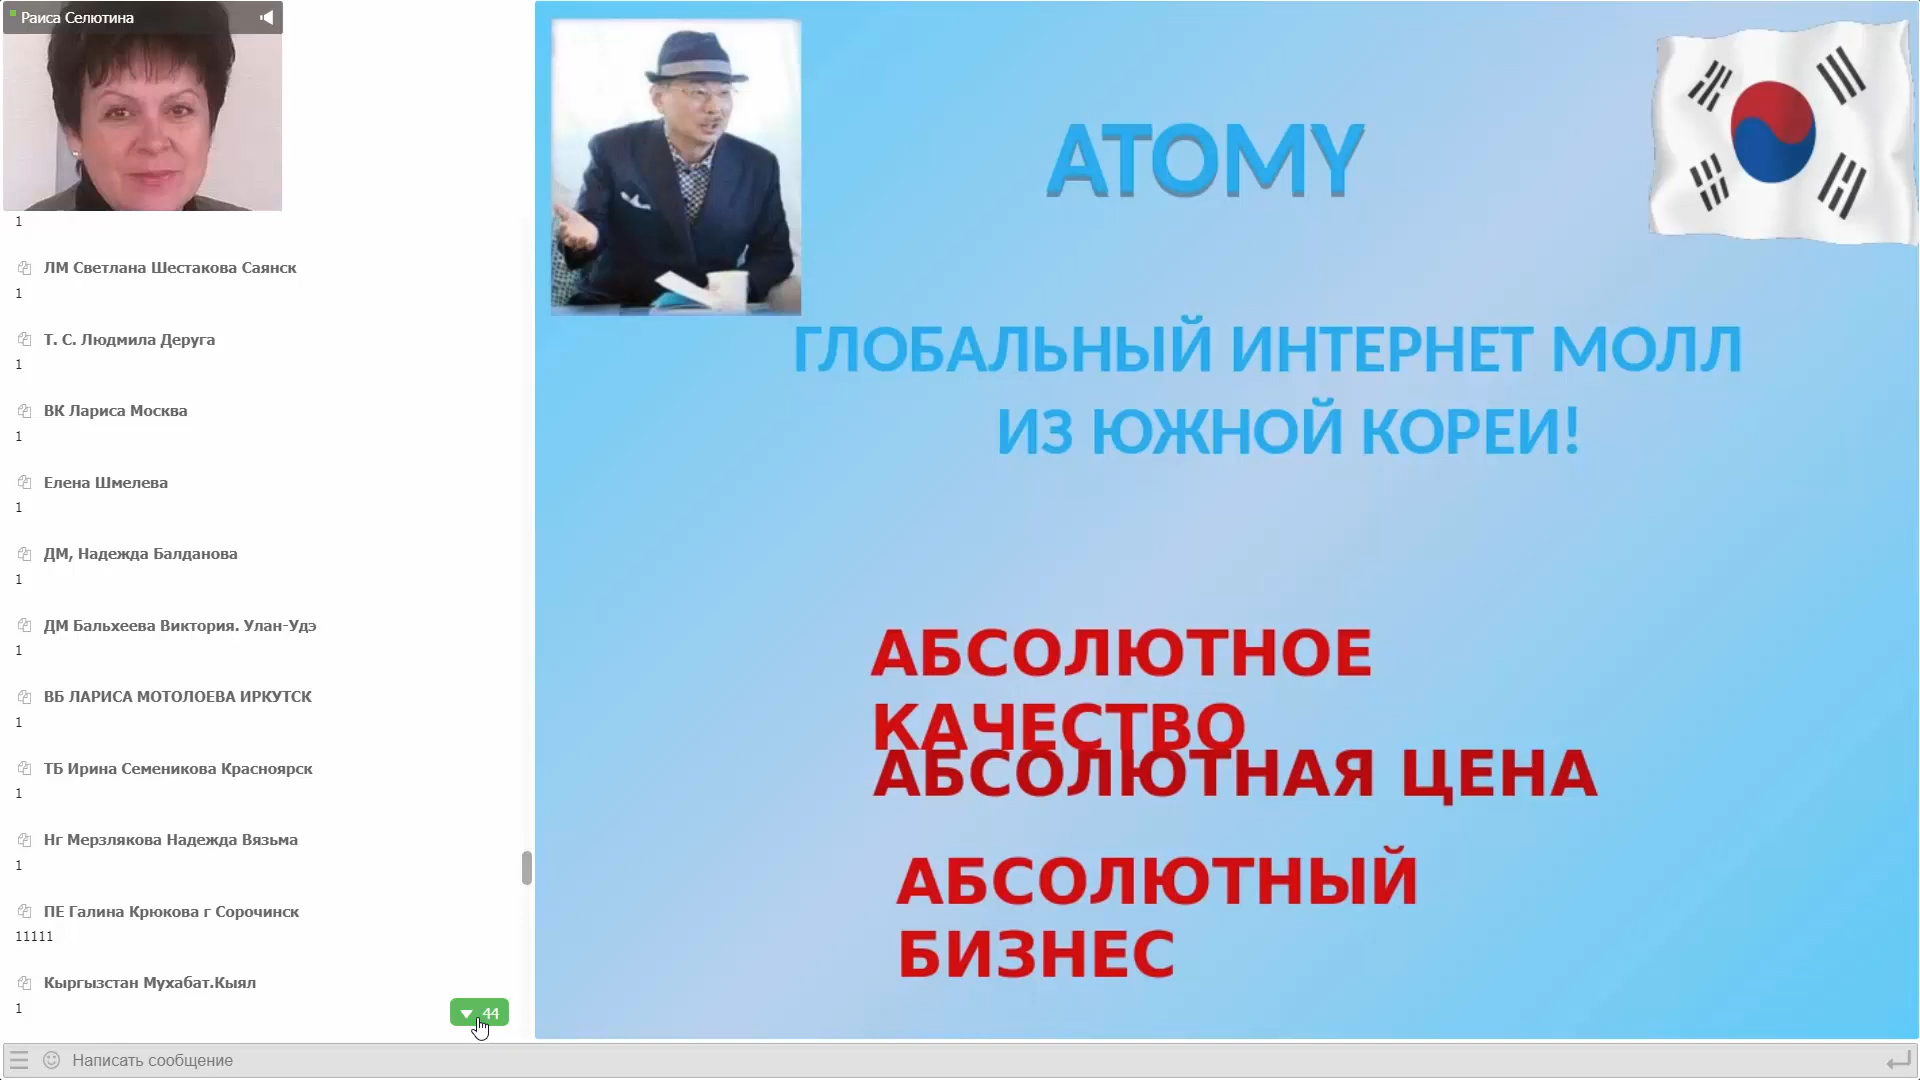 Раиса Селютина
1
ЛМ Светлана Шестакова Саянск
1
Т. С. Людмила Деруга
1
ВК Лариса Москва
1
Елена Шмелева
1
ДМ, Надежда Балданова
1
ДМ Бальхеева Виктория. Улан-Удэ
1
ВБ ЛАРИСА МОТОЛОЕВА ИРКУТСК
1
ТБ Ирина Семеникова Красноярск
1
Нг Мерзлякова Надежда Вязьма
1
ПЕ Галина Крюкова г Сорочинск
11111
Кыргызстан Мухабат.Кыял
1
44
Написать сообщение
ATOMY
ГЛОБАЛЬНЫЙ ИНТЕРНЕТ МОЛЛ
ИЗ ЮЖНОЙ КОРЕИ!
АБСОЛЮТНОЕ
КАЧЕСТВО
АБСОЛЮТНАЯ ЦЕНА
АБСОЛЮТНЫЙ
БИЗНЕС